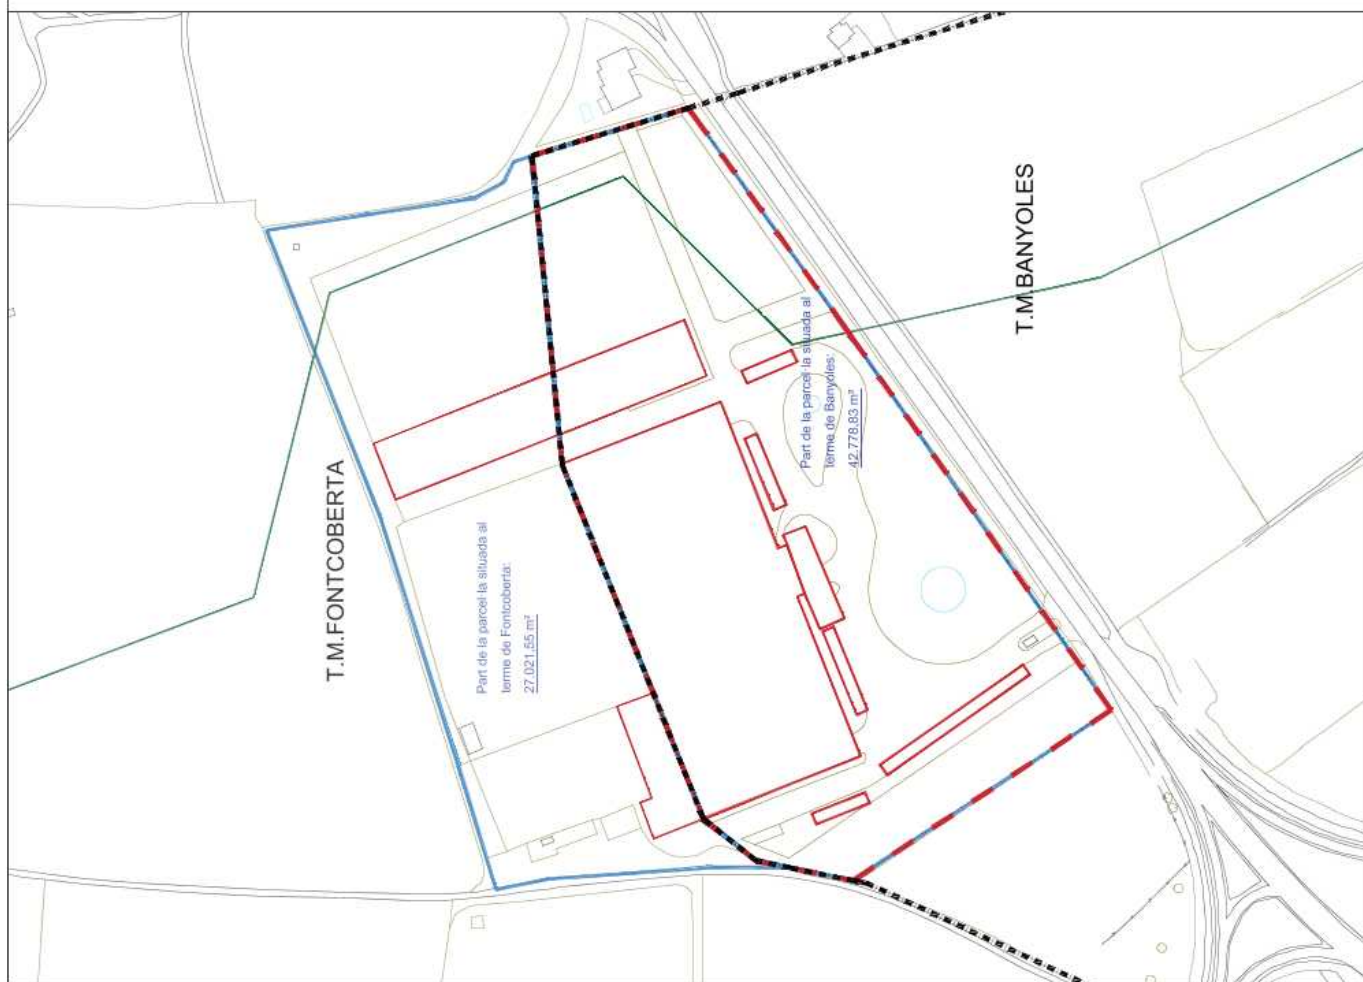 T.M.FONTCOBERTA
Part de la parcel·la situada al
terme de Fontcoberta:
27.021,55 m²
Part de la parcel·la situada al
terme de Banyoles:
42.778,83 m²
T.M.BANYOLES